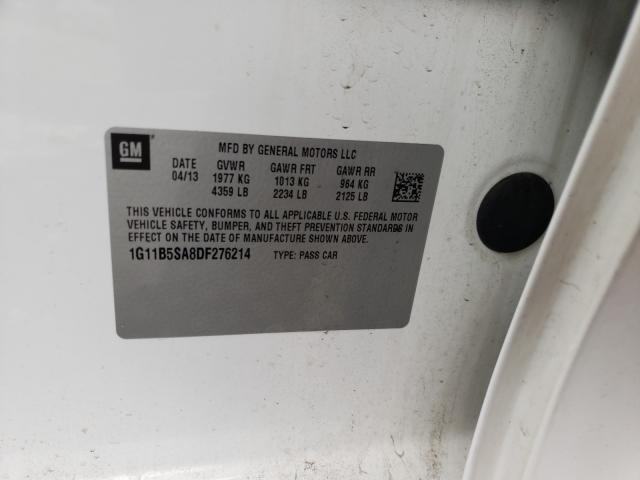 GM
MFD BY GENERAL MOTORS LLC
DATE GVWR GAWR FRT GAWR RR
04/13 1977 KG 1013 KG 964 KG
4359 LB 2234 LB 2125 LB
THIS VEHICLE CONFORMS TO ALL APPLICABLE U.S. FEDERAL MOTOR
VEHICLE SAFETY, BUMPER, AND THEFT PREVENTION STANDARDS IN
EFFECT ON THE DATE OF MANUFACTURE SHOWN ABOVE.
1G11B5SA8DF276214 TYPE: PASS CAR